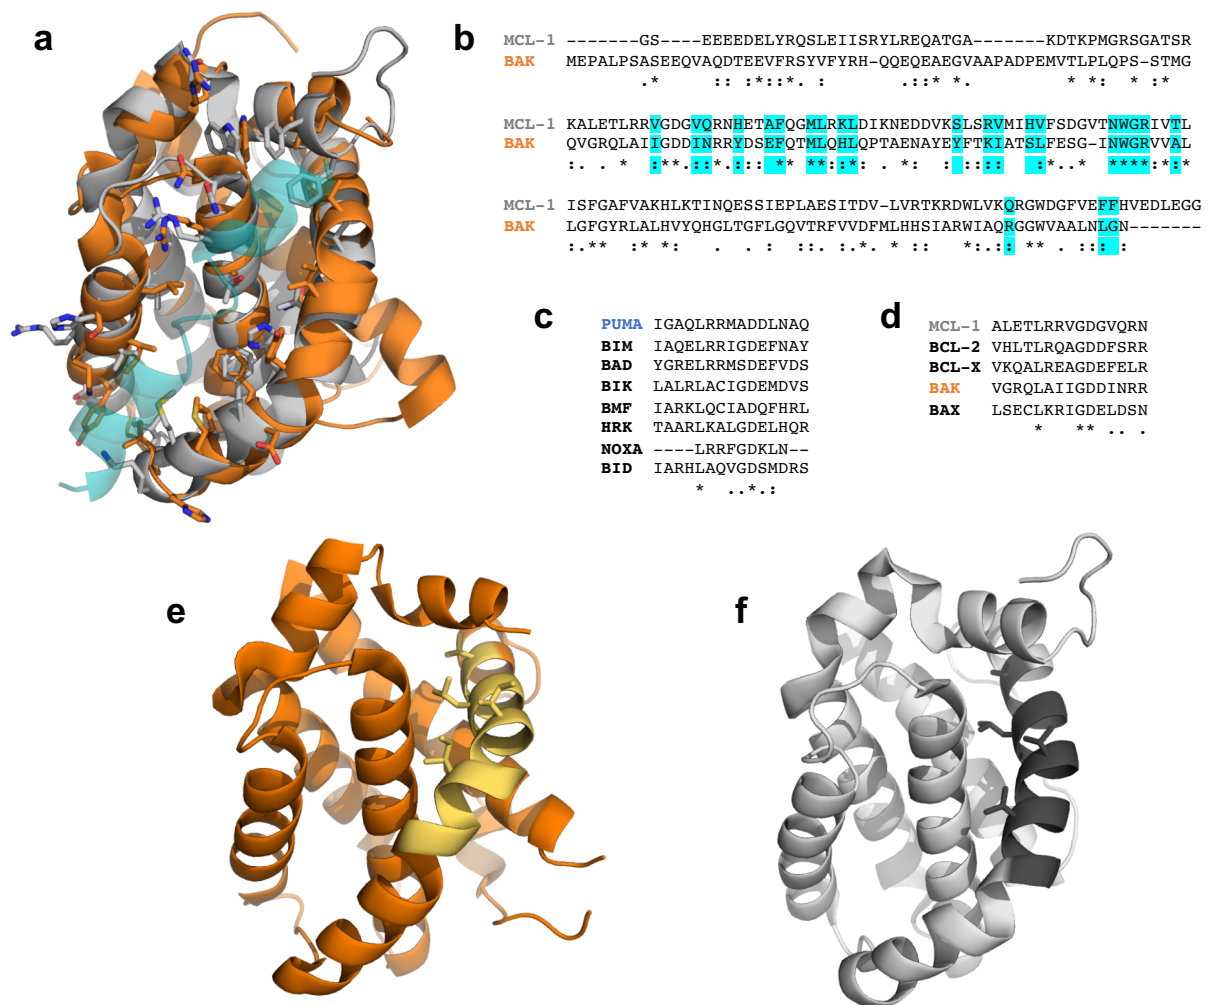 a
b
MCL-1 -------GS---EEEEDELYRQSLEIISRYLREQATGA-------KDTKPMGRSGATSR
BAK MEPALPSASEEQVAQDTEEVFRSYVFYRH-QQEQEAEGVAAPADPEMVTLPLQPS-STMG
.* :: :**. : .: :: .*. * * .* :
MCL-1 KALETLRRVGDGVQRNHETAFQGMLRKLDIKNEDDVKSLSRVMIHVFSDGVTNWGRIVTL
BAK QVGRQLAIIGDDINRRYDSEFQTMLQHLQPTAENAYEYFTKIATSLFESGI-NWGRVVAL
:. . * :**.::*.::: ** **::*: . *: : ::::  :*..*: ****:*:*
MCL-1 ISFGAFVAKHLKTINQESSIEPLAESITDV-LVRTKRDWLVKQRGWDGFVEFFHVEDLEGG
BAK LGFGYRLALHVYQHGLTGFLGQVTRFVVDFMLHHSIARWIAQRGGWVAALNLGN-------
:.** :* *: . . : ::. :.*. * :: *:.:: ** . :: :
c
PUMA IGAQLRRMADDLNAQ
BIM IAQELRRIGDEFNAY
BAD YGRELRRMSDEFVDS
BIK LALRLACIGDEMDVS
BMF IARKLQCIADQFHRL
HRK TAARLKALGDELHQR
NOXA ----LRRFGDKLN--
BID IARHLAQVGDSMDRS
* ..*.:
d
MCL-1 ALETLRRVGDGVQRN
BCL-2 VHLTLRQAGDDFSRR
BCL-X VKQALREAGDEFELR
BAK VGRQLAIIGDDINRR
BAX LSECLKRIGDELDSN
* ** .. .
e
f